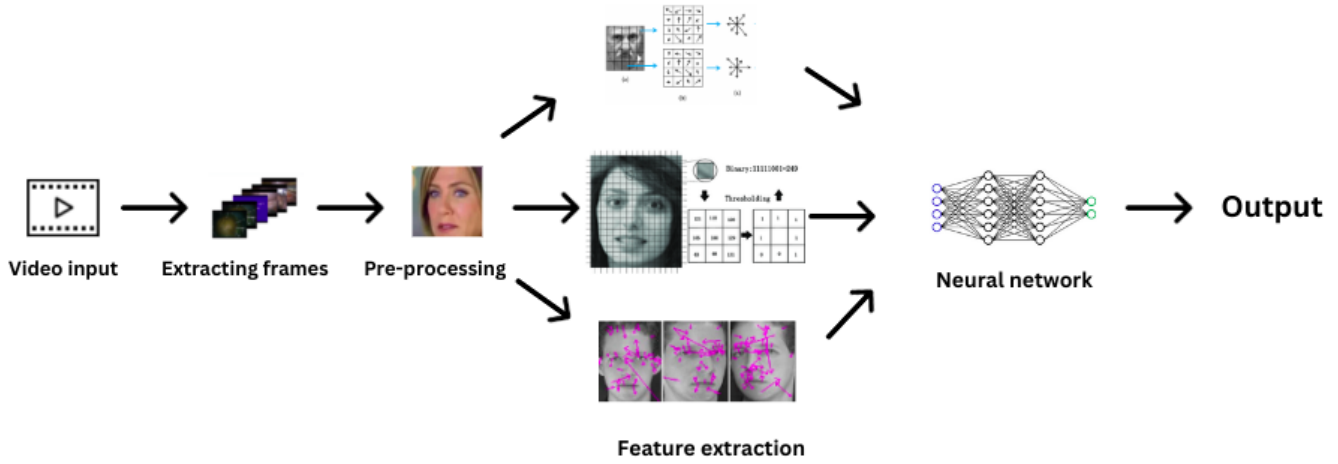 Video input
Extracting frames
Pre-processing
(a)
(b)
(c)
Binary:11111001=249
Thresholding
Feature extraction
Neural network
Output